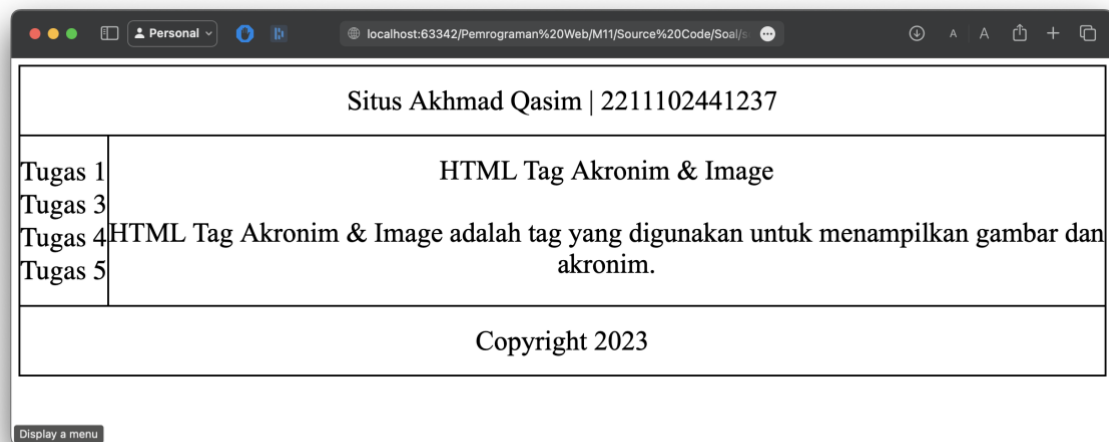 Personal
localhost:63342/Pemrograman%20Web/M11/Source%20Code/Soal/s
A A
Situs Akhmad Qasim | 2211102441237
Tugas 1
Tugas 3
Tugas 4
Tugas 5
HTML Tag Akronim & Image
HTML Tag Akronim & Image adalah tag yang digunakan untuk menampilkan gambar dan
akronim.
Copyright 2023
Display a menu